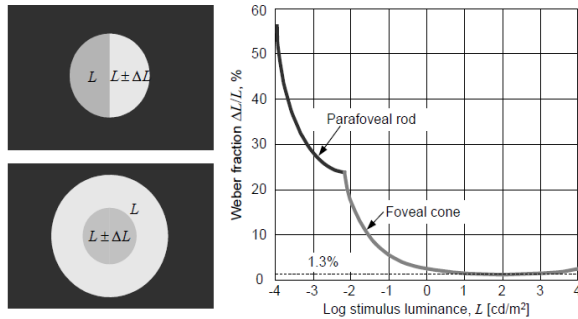 L
L ± ΔL
L
L ± ΔL
Weber fraction ΔL/L, %
60
50
40
30
20
10
0
Parafoveal rod
Foveal cone
1.3%
-4 -3 -2 -1 0 1 2 3 4
Log stimulus luminance, L [cd/m²]